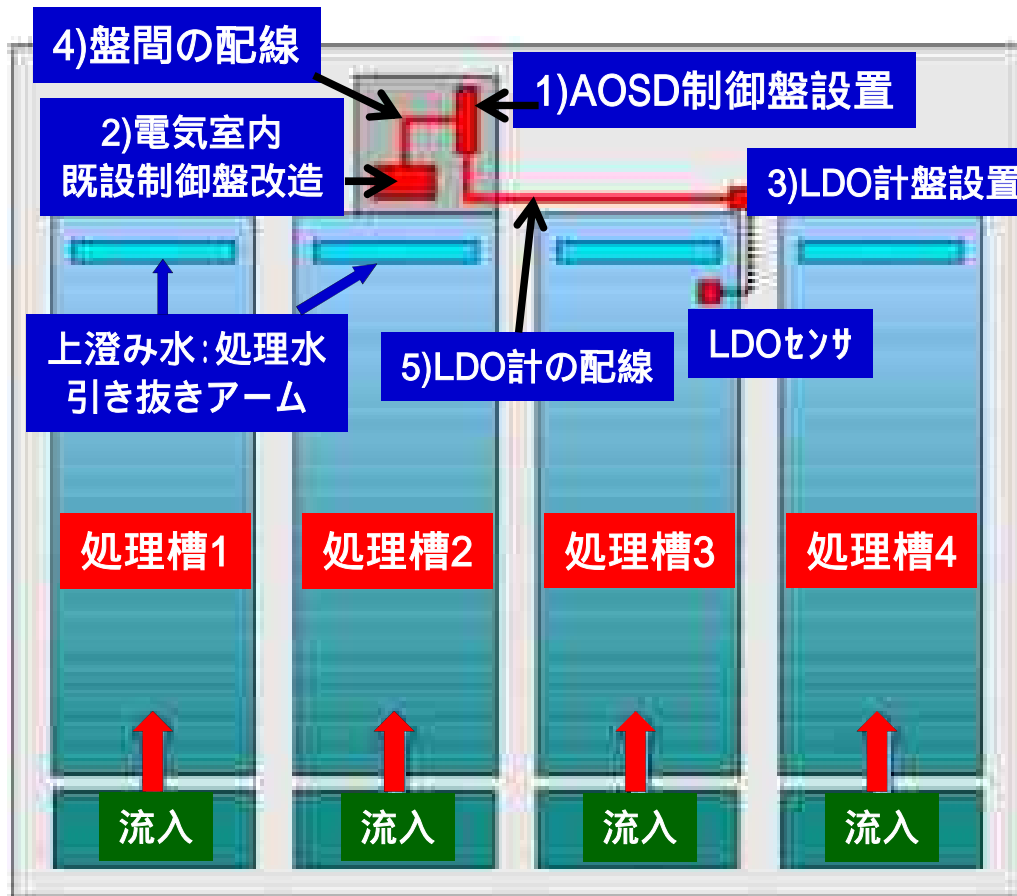 4)盤間の配線
1)AOSD制御盤設置
2)電気室内
既設制御盤改造
3)LDO計盤設置
上澄み水:処理水
引き抜きアーム
5)LDO計の配線
LDOセンサ
処理槽1
処理槽2
処理槽3
処理槽4
流入
流入
流入
流入